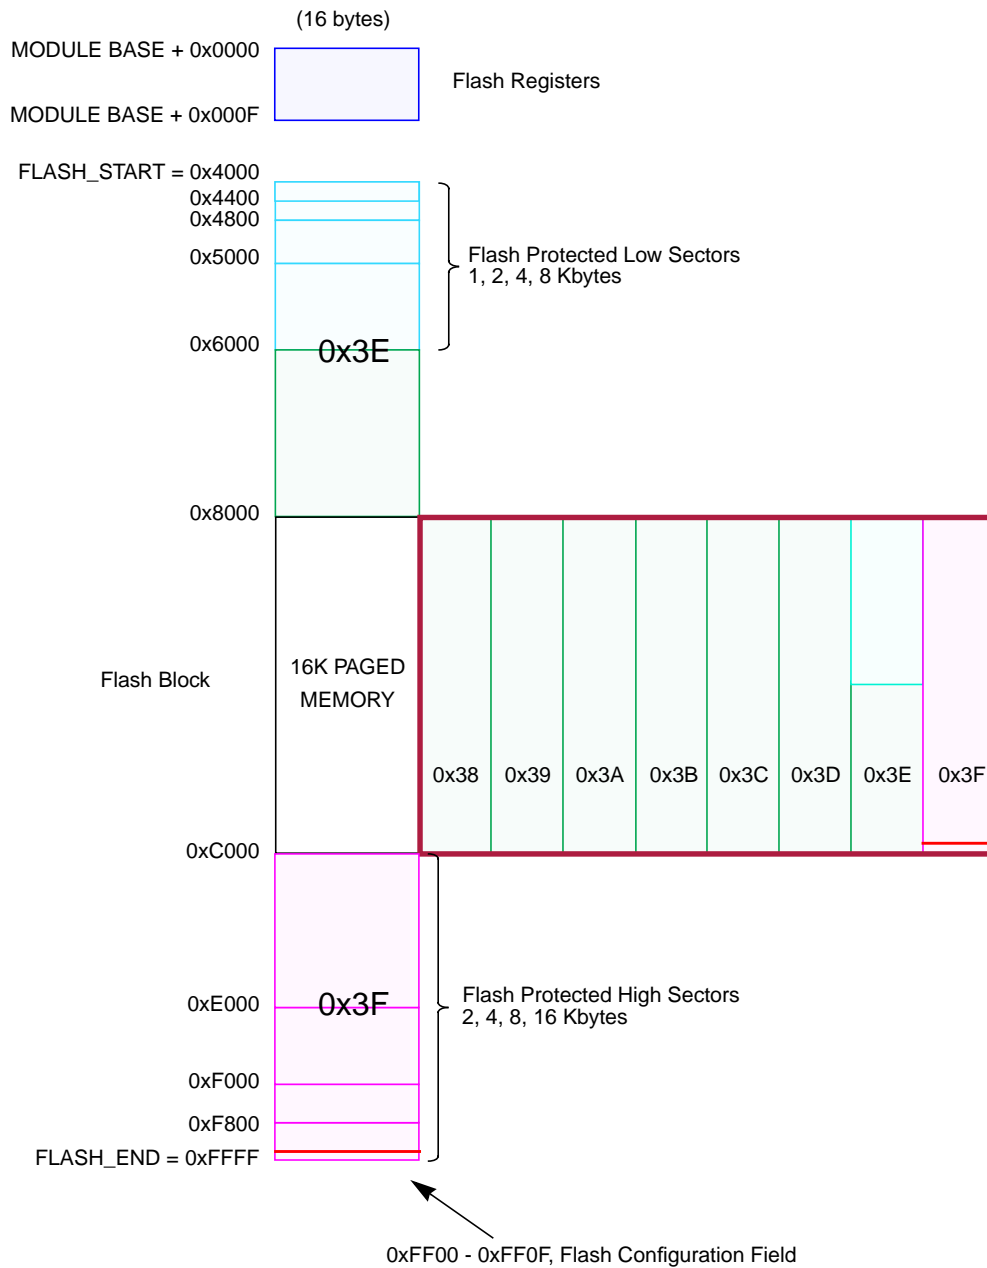 (16 bytes)
MODULE BASE + 0x0000
Flash Registers
MODULE BASE + 0x000F
FLASH_START = 0x4000
0x4400
0x4800
0x5000
Flash Protected Low Sectors
1, 2, 4, 8 Kbytes
0x6000
0x3E
0x8000
Flash Block
16K PAGED
MEMORY
0x38 0x39 0x3A 0x3B 0x3C 0x3D 0x3E 0x3F
0xC000
0xE000
0x3F
Flash Protected High Sectors
2, 4, 8, 16 Kbytes
0xF000
0xF800
FLASH_END = 0xFFFF
0xFF00 - 0xFF0F, Flash Configuration Field